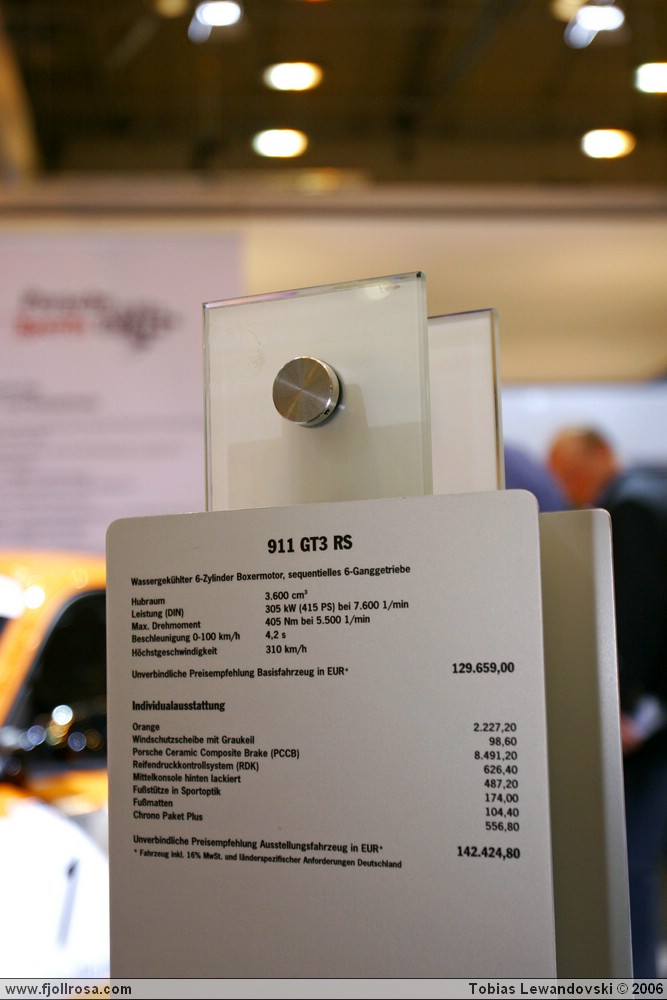 911 GT3 RS
Wassergekühlter 6-Zylinder Boxermotor, sequentielles 6-Ganggetriebe
Hubraum 3.600 cm³
Leistung (DIN) 305 kW (415 PS) bei 7.600 1/min
Max. Drehmoment 405 Nm bei 5.500 1/min
Beschleunigung 0-100 km/h 4,2 s
Höchstgeschwindigkeit 310 km/h
Unverbindliche Preisempfehlung Basisfahrzeug in EUR* 129.659,00
Individualausstattung
Orange 2.227,20
Windschutzscheibe mit Graukeil 98,60
Porsche Ceramic Composite Brake (PCCB) 8.491,20
Reifendruckkontrollsystem (RDK) 626,40
Mittelkonsole hinten lackiert 487,20
Fußstütze in Sportoptik 174,00
Fußmatten 104,40
Chrono Paket Plus 556,80
Unverbindliche Preisempfehlung Ausstellungsfahrzeug in EUR* 142.424,80
* Fahrzeug inkl. 16% MwSt. und länderspezifischer Anforderungen Deutschland
www.fjollrosa.com Tobias Lewandovski © 2006